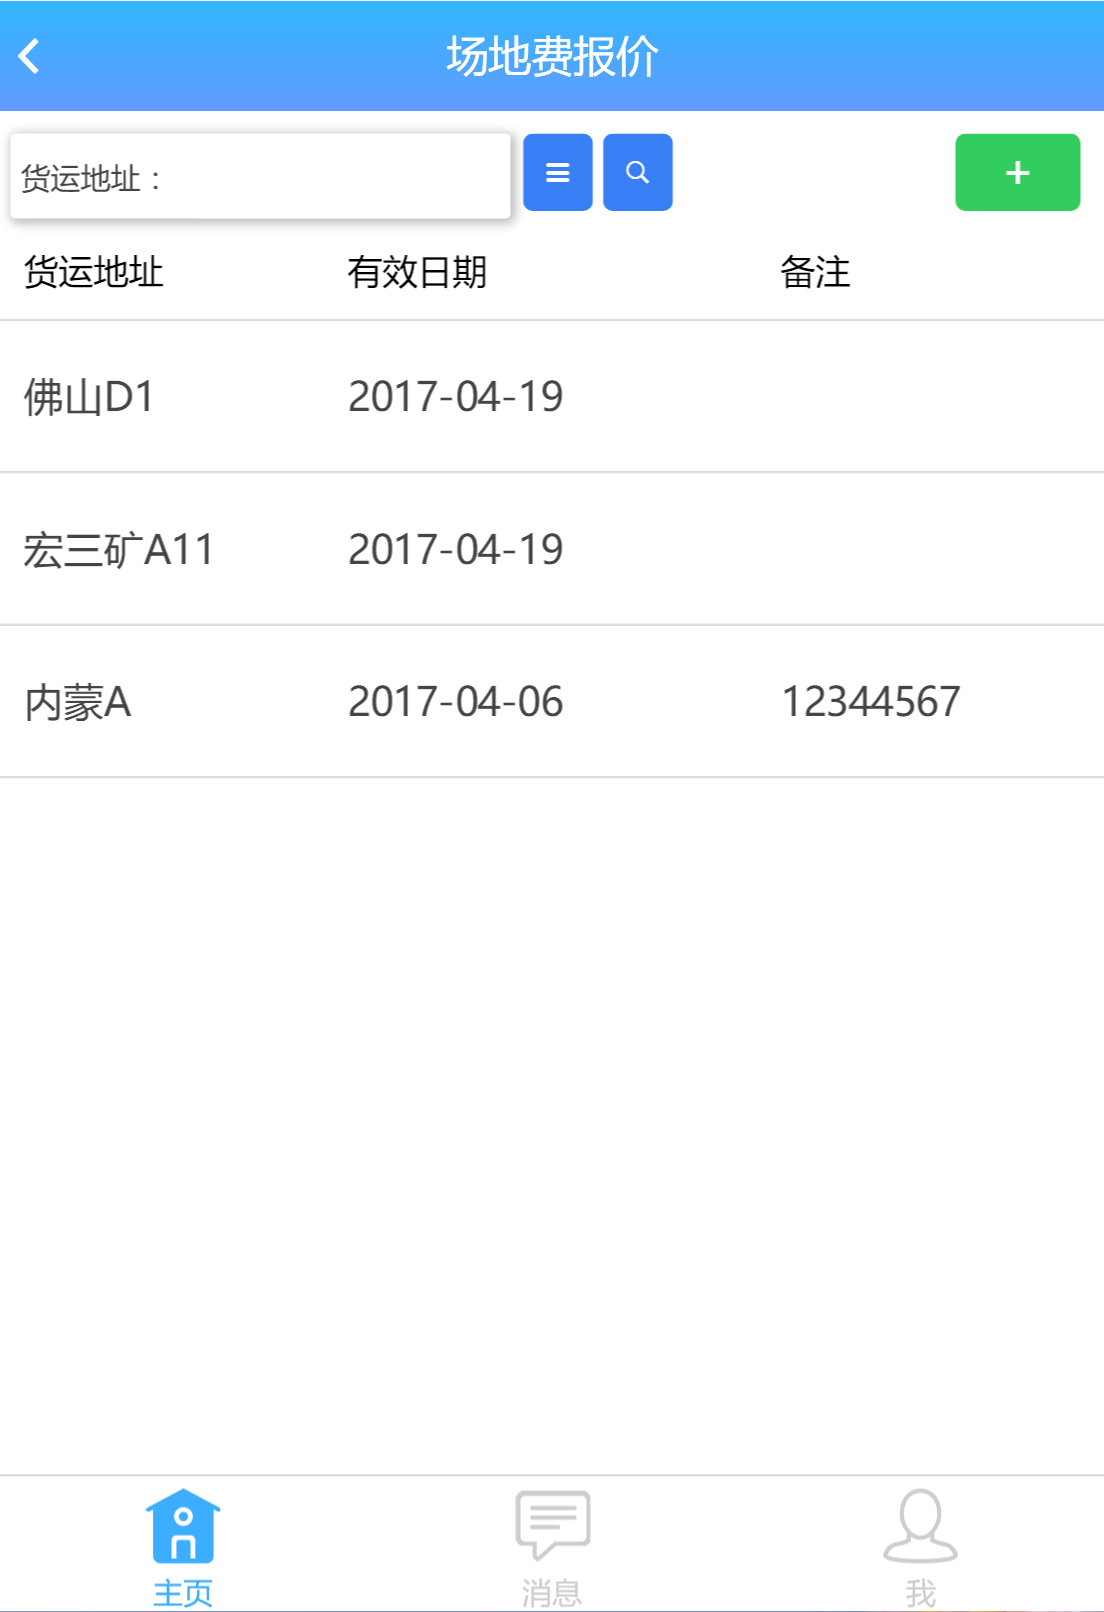 场地费报价
货运地址：
货运地址 有效日期 备注
佛山D1 2017-04-19
宏三矿A11 2017-04-19
内蒙A 2017-04-06 12344567
主页 消息 我